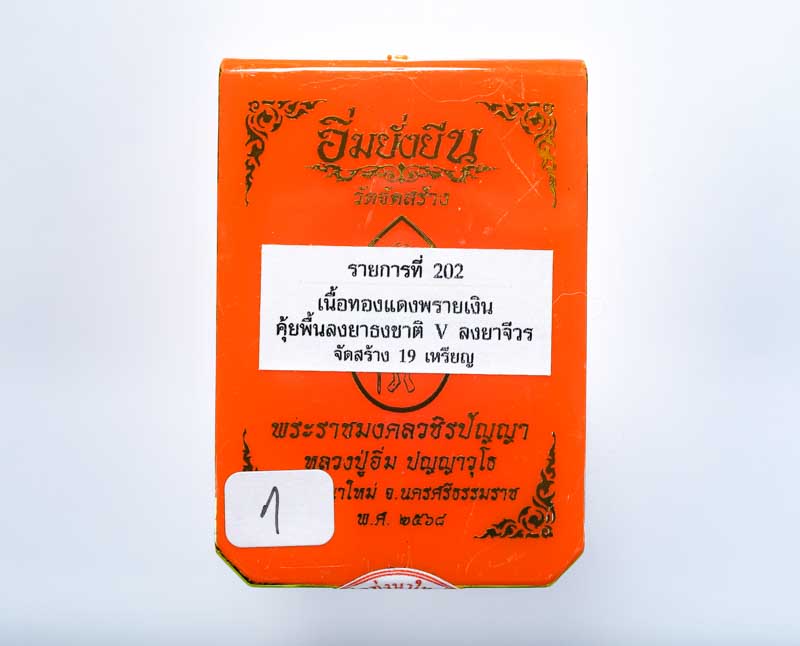 อิ่มยั่งยืน
วัดจัดสร้าง
รายการที่ 202
เนื้อทองแดงพรายเงิน
คุ้ยพื้นลงยาธงชาติ V ลงยาจีวร
จัดสร้าง 19 เหรียญ
พระราชมงคลวชิรปัญญา
หลวงปู่อิ่ม ปญฺญาวุโธ
จ.นครศรีธรรมราช
พ.ศ. ๒๕๖๘